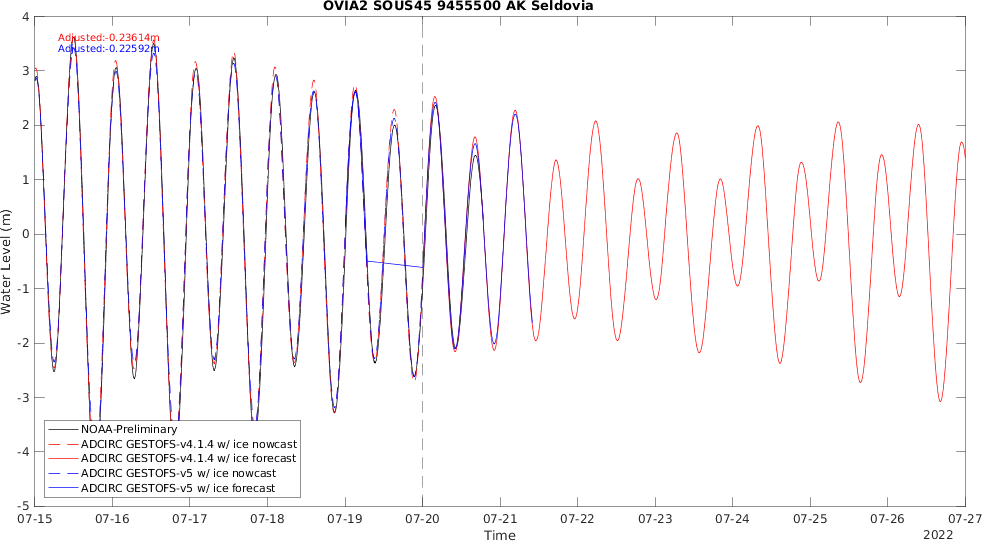 OVIA2 SOUS45 9455500 AK Seldovia
Adjusted:-0.23614m
Adjusted:-0.22592m
4
3
2
1
0
-1
-2
-3
-4
-5
Water Level (m)
NOAA-Preliminary
ADCIRC GESTOFS-v4.1.4 w/ ice nowcast
ADCIRC GESTOFS-v4.1.4 w/ ice forecast
ADCIRC GESTOFS-v5 w/ ice nowcast
ADCIRC GESTOFS-v5 w/ ice forecast
07-15 07-16 07-17 07-18 07-19 07-20 07-21 07-22 07-23 07-24 07-25 07-26 07-27
Time
2022